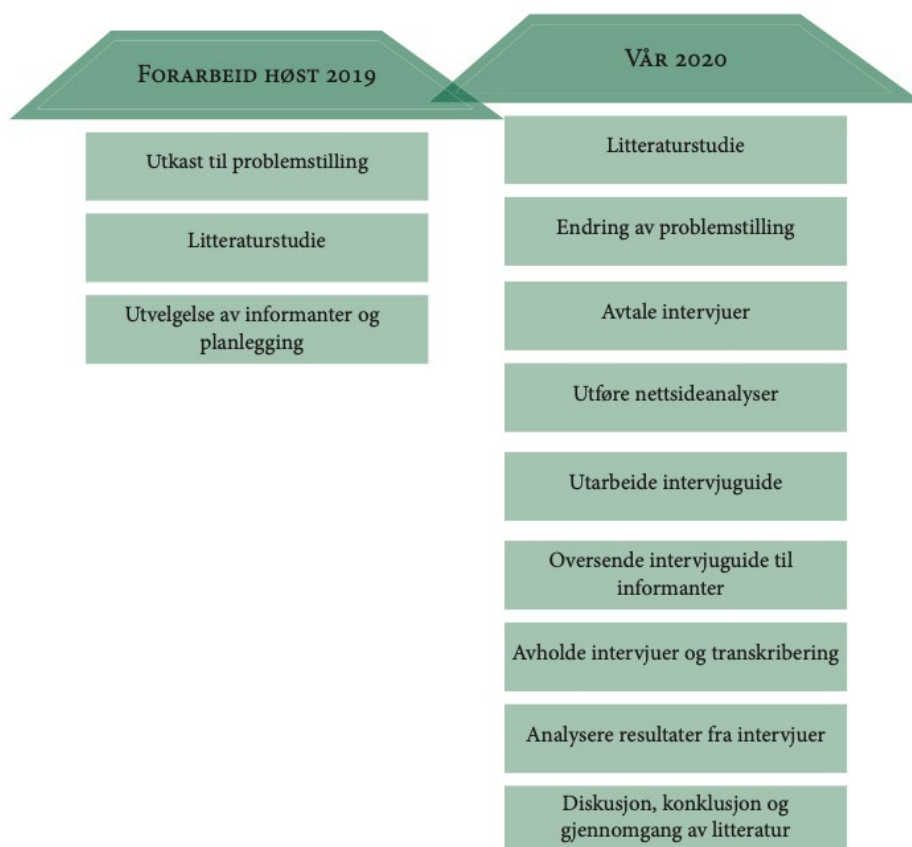 Forarbeid høst 2019
Utkast til problemstilling
Litteraturstudie
Utvelgelse av informanter og
planlegging
Vår 2020
Litteraturstudie
Endring av problemstilling
Avtale intervjuer
Utføre nettsideanalyser
Utarbeide intervjuguide
Oversende intervjuguide til
informanter
Avholde intervjuer og transkribering
Analysere resultater fra intervjuer
Diskusjon, konklusjon og
gjennomgang av litteratur